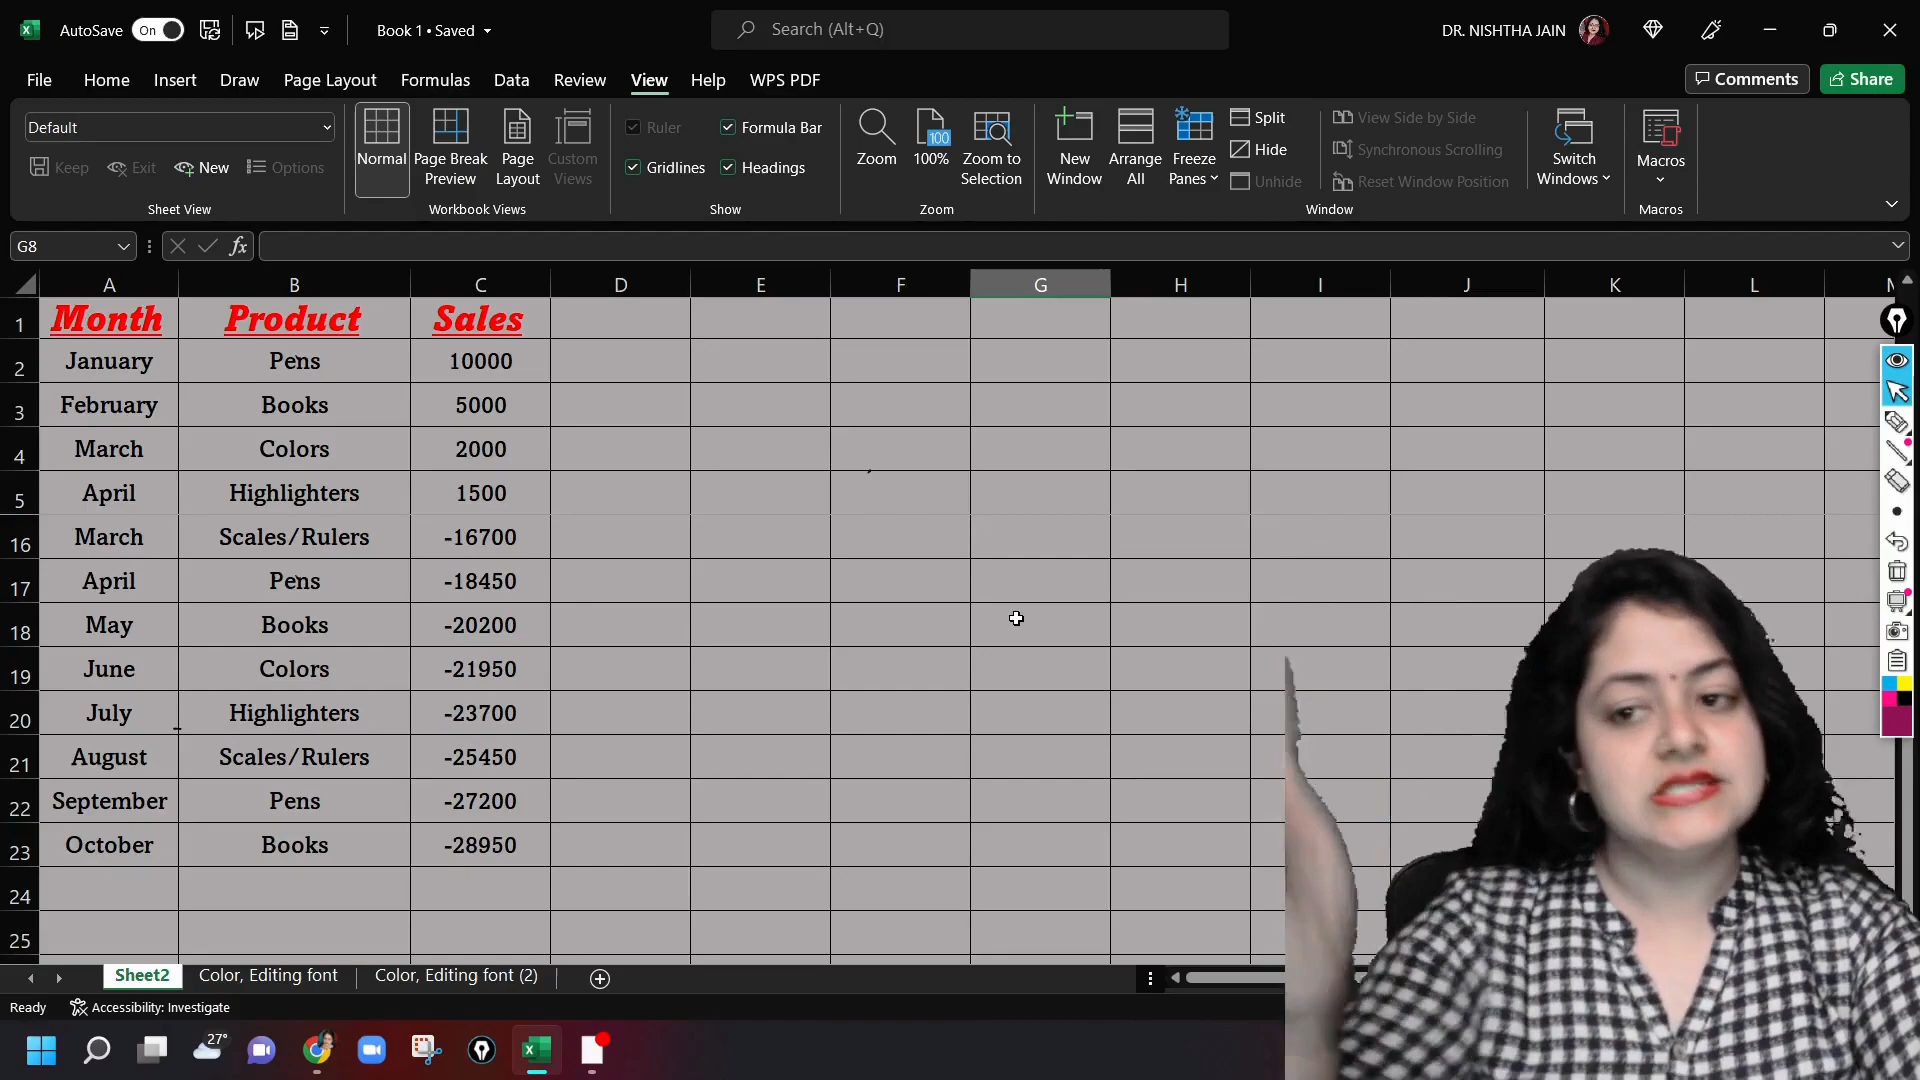 AutoSave On Book 1 • Saved Search (Alt+Q) DR. NISHTHA JAIN
File Home Insert Draw Page Layout Formulas Data Review View Help WPS PDF Comments Share
Default
Keep Exit New Options
Sheet View
Normal
Page Break Preview
Page Layout
Custom Views
Workbook Views
Ruler Formula Bar
Gridlines Headings
Show
Zoom
100
100%
Zoom to Selection
Zoom
New Window
Arrange All
Freeze Panes
Split
Hide
Unhide
View Side by Side
Synchronous Scrolling
Reset Window Position
Window
Switch Windows
Macros
Macros
G8 fx
A B C D E F G H I J K L
1 Month Product Sales
2 January Pens 10000
3 February Books 5000
4 March Colors 2000
5 April Highlighters 1500
16 March Scales/Rulers -16700
17 April Pens -18450
18 May Books -20200
19 June Colors -21950
20 July Highlighters -23700
21 August Scales/Rulers -25450
22 September Pens -27200
23 October Books -28950
24
25
Sheet2 Color, Editing font Color, Editing font (2)
Ready Accessibility: Investigate
27°